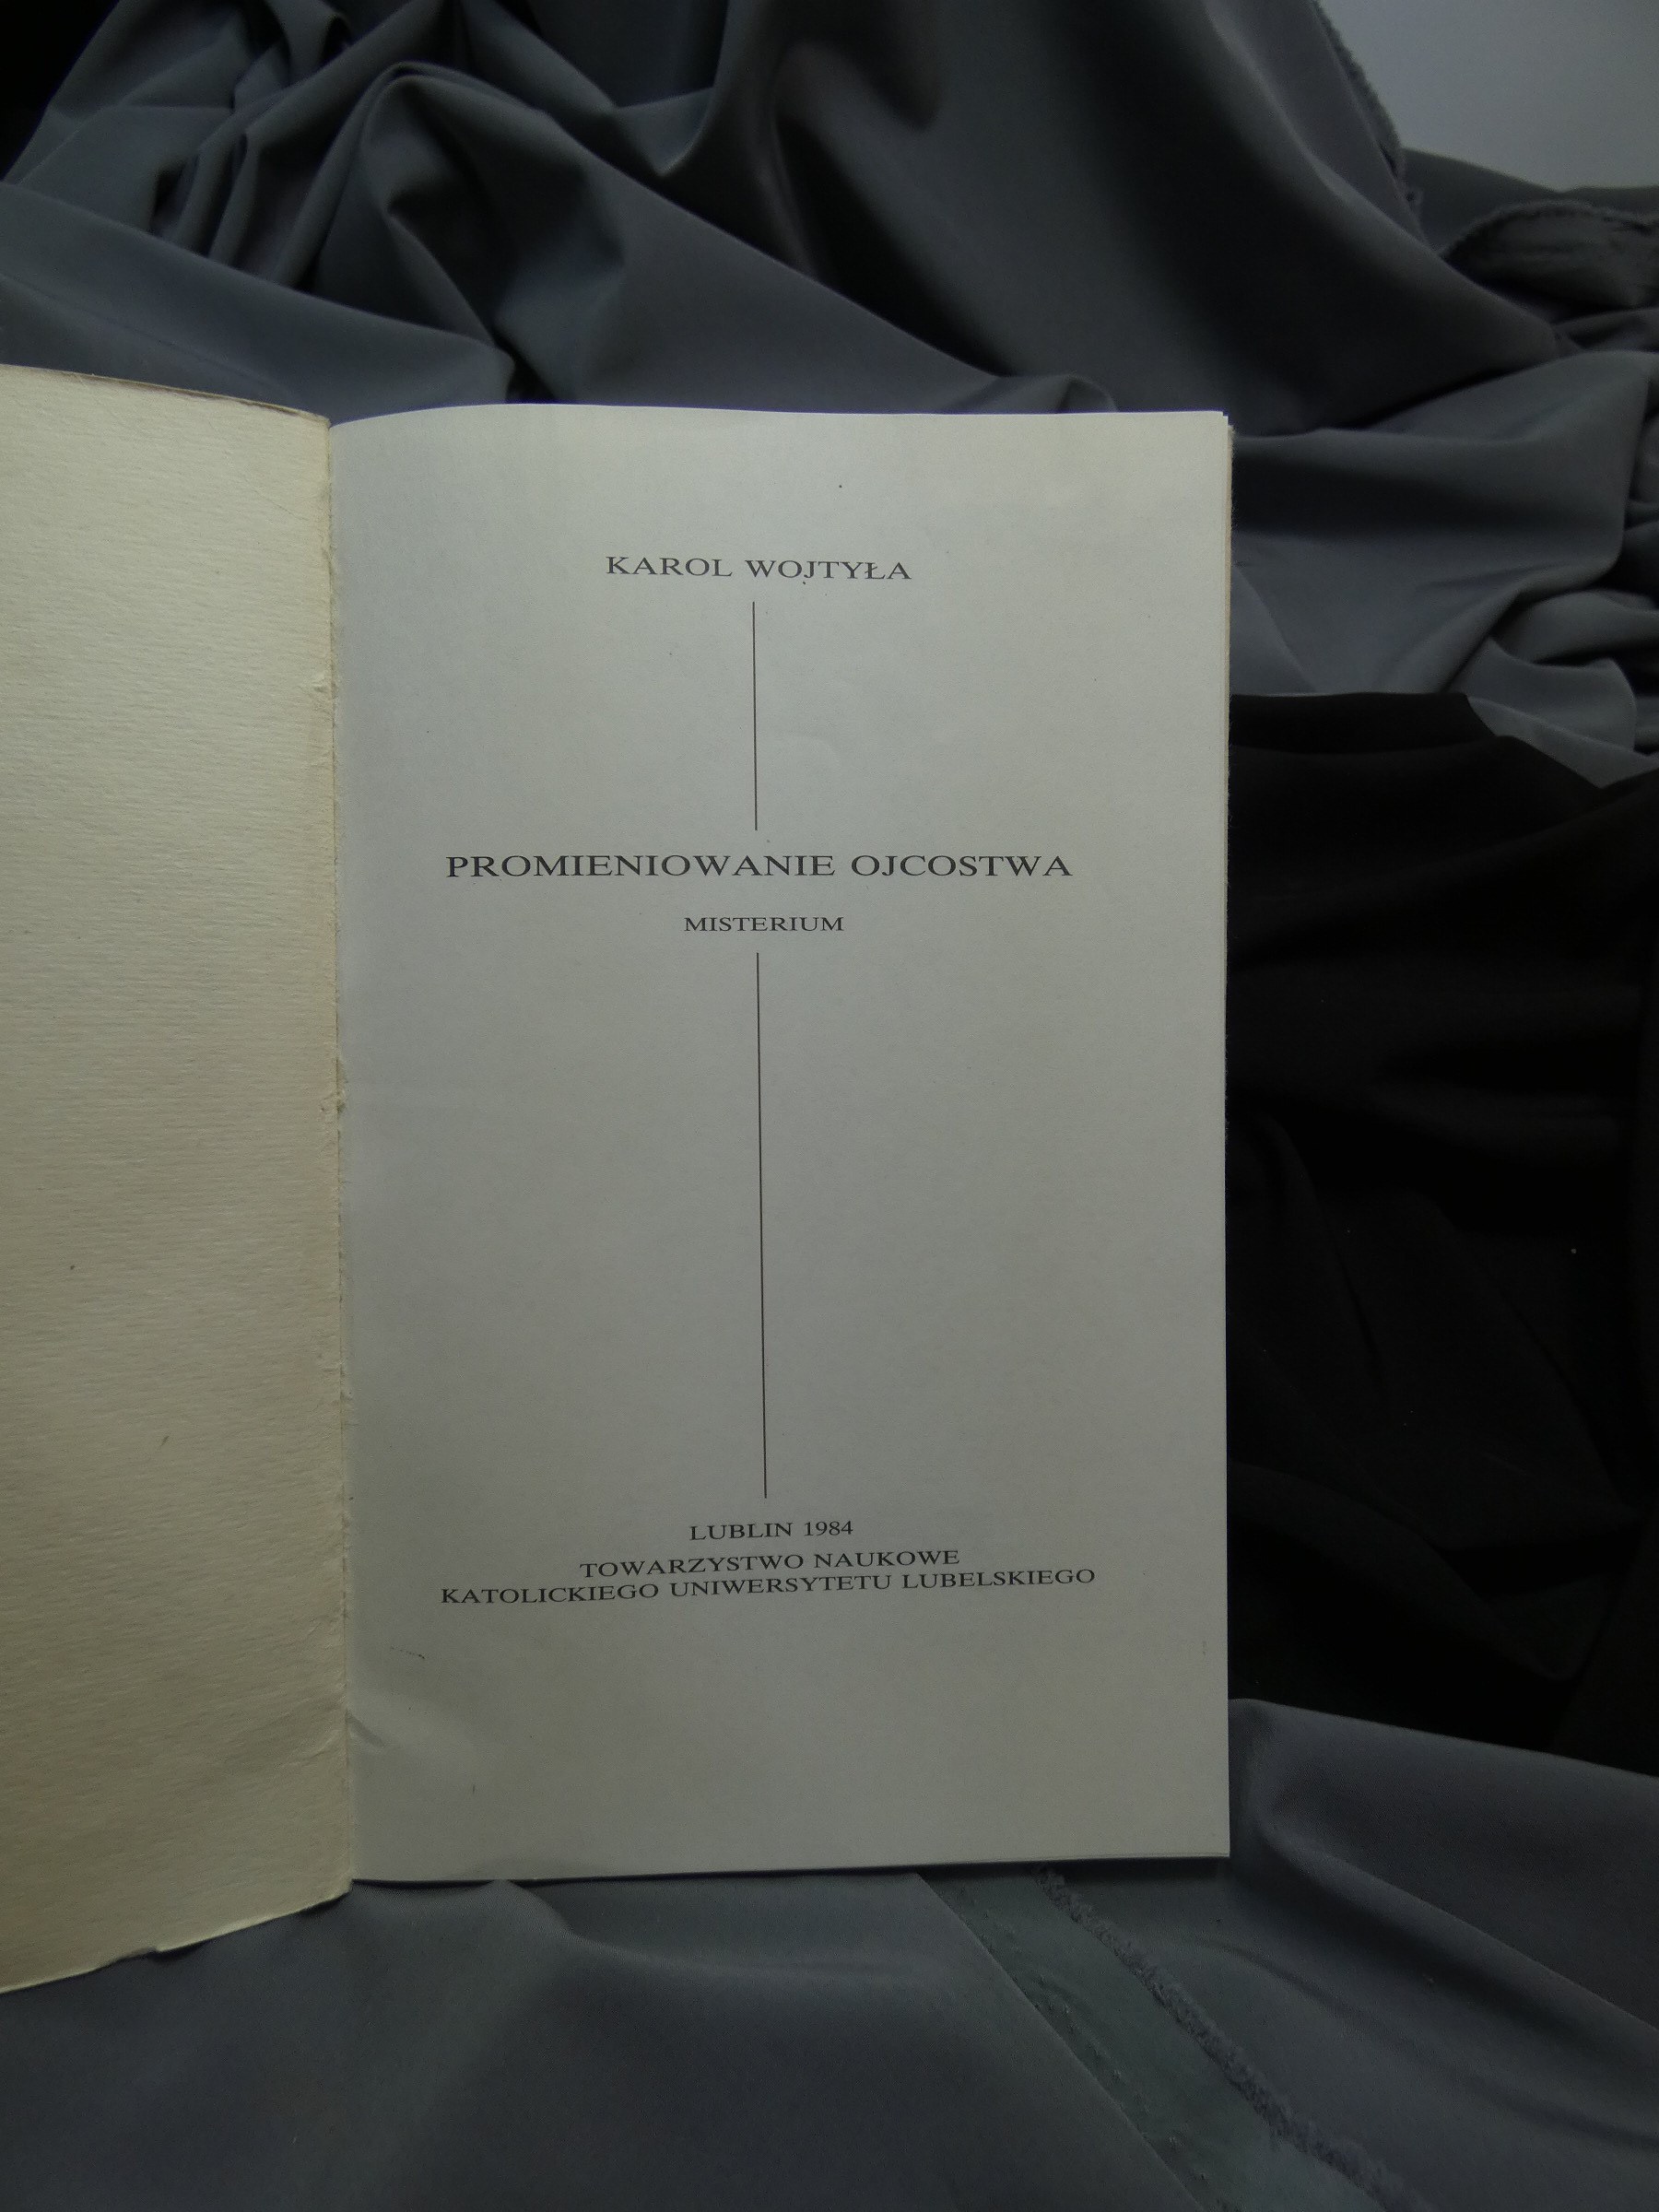 KAROL WOJTYŁA
PROMIENIOWANIE OJCOSTWA
MISTERIUM
LUBLIN 1984
TOWARZYSTWO NAUKOWE
KATOLICKIEGO UNIWERSYTETU LUBELSKIEGO